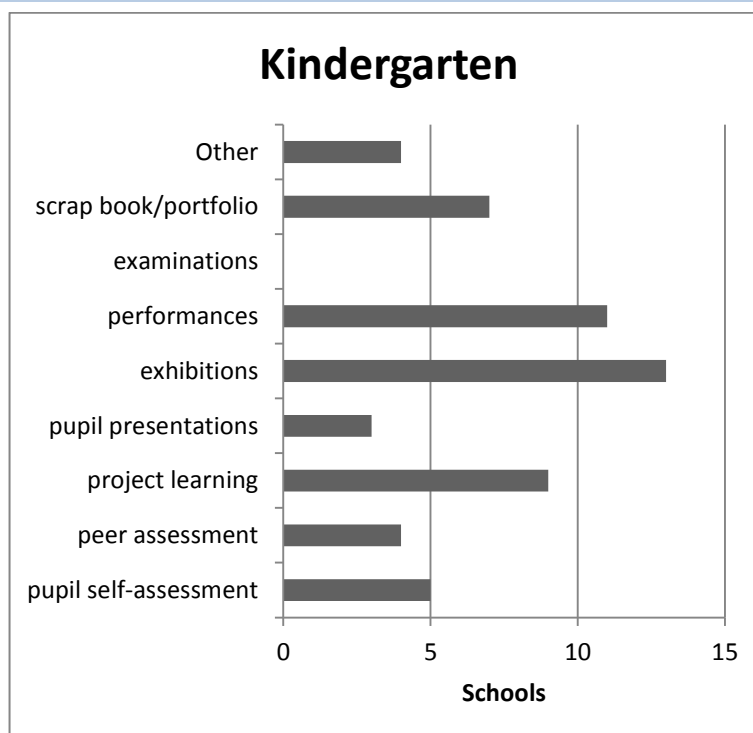 Kindergarten
Other
scrap book/portfolio
examinations
performances
exhibitions
pupil presentations
project learning
peer assessment
pupil self-assessment
0 5 10 15
Schools